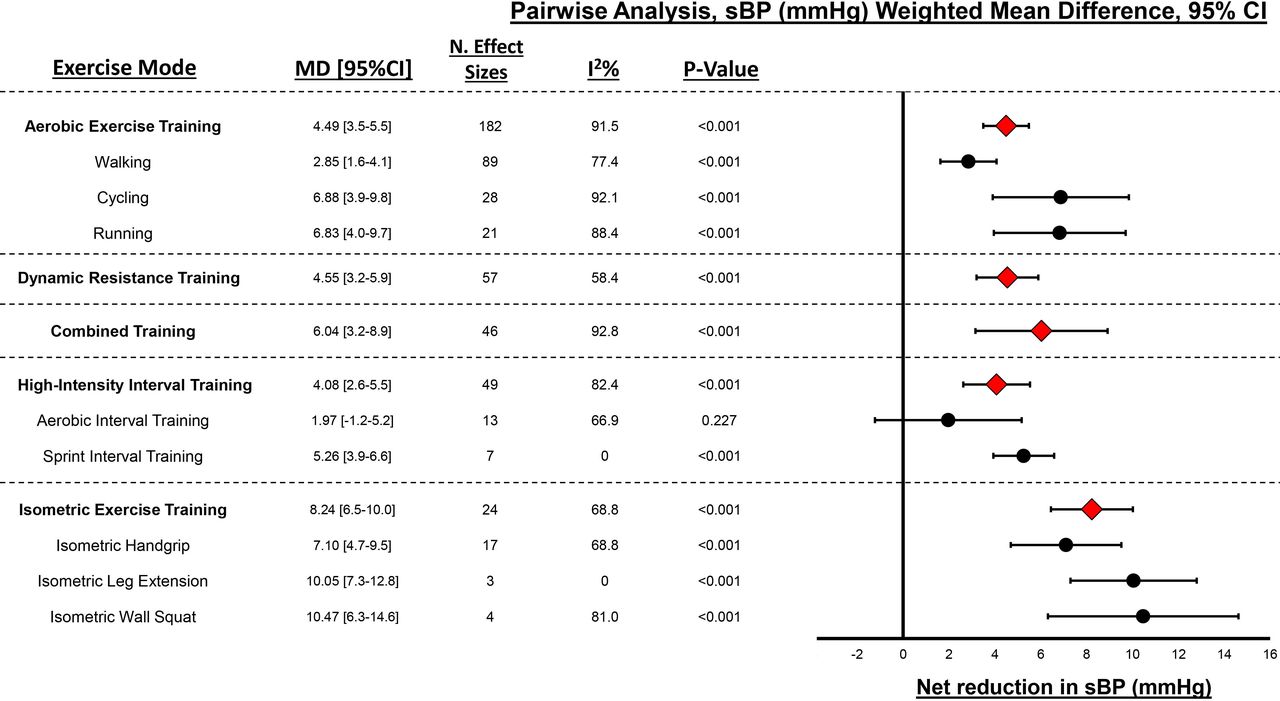 Pairwise Analysis, sBP (mmHg) Weighted Mean Difference, 95% CI
Exercise Mode MD [95%CI] N. Effect Sizes I²% P-Value
Aerobic Exercise Training 4.49 [3.5-5.5] 182 91.5 <0.001
Walking 2.85 [1.6-4.1] 89 77.4 <0.001
Cycling 6.88 [3.9-9.8] 28 92.1 <0.001
Running 6.83 [4.0-9.7] 21 88.4 <0.001
Dynamic Resistance Training 4.55 [3.2-5.9] 57 58.4 <0.001
Combined Training 6.04 [3.2-8.9] 46 92.8 <0.001
High-Intensity Interval Training 4.08 [2.6-5.5] 49 82.4 <0.001
Aerobic Interval Training 1.97 [-1.2-5.2] 13 66.9 0.227
Sprint Interval Training 5.26 [3.9-6.6] 7 0 <0.001
Isometric Exercise Training 8.24 [6.5-10.0] 24 68.8 <0.001
Isometric Handgrip 7.10 [4.7-9.5] 17 68.8 <0.001
Isometric Leg Extension 10.05 [7.3-12.8] 3 0 <0.001
Isometric Wall Squat 10.47 [6.3-14.6] 4 81.0 <0.001
-2 0 2 4 6 8 10 12 14 16
Net reduction in sBP (mmHg)